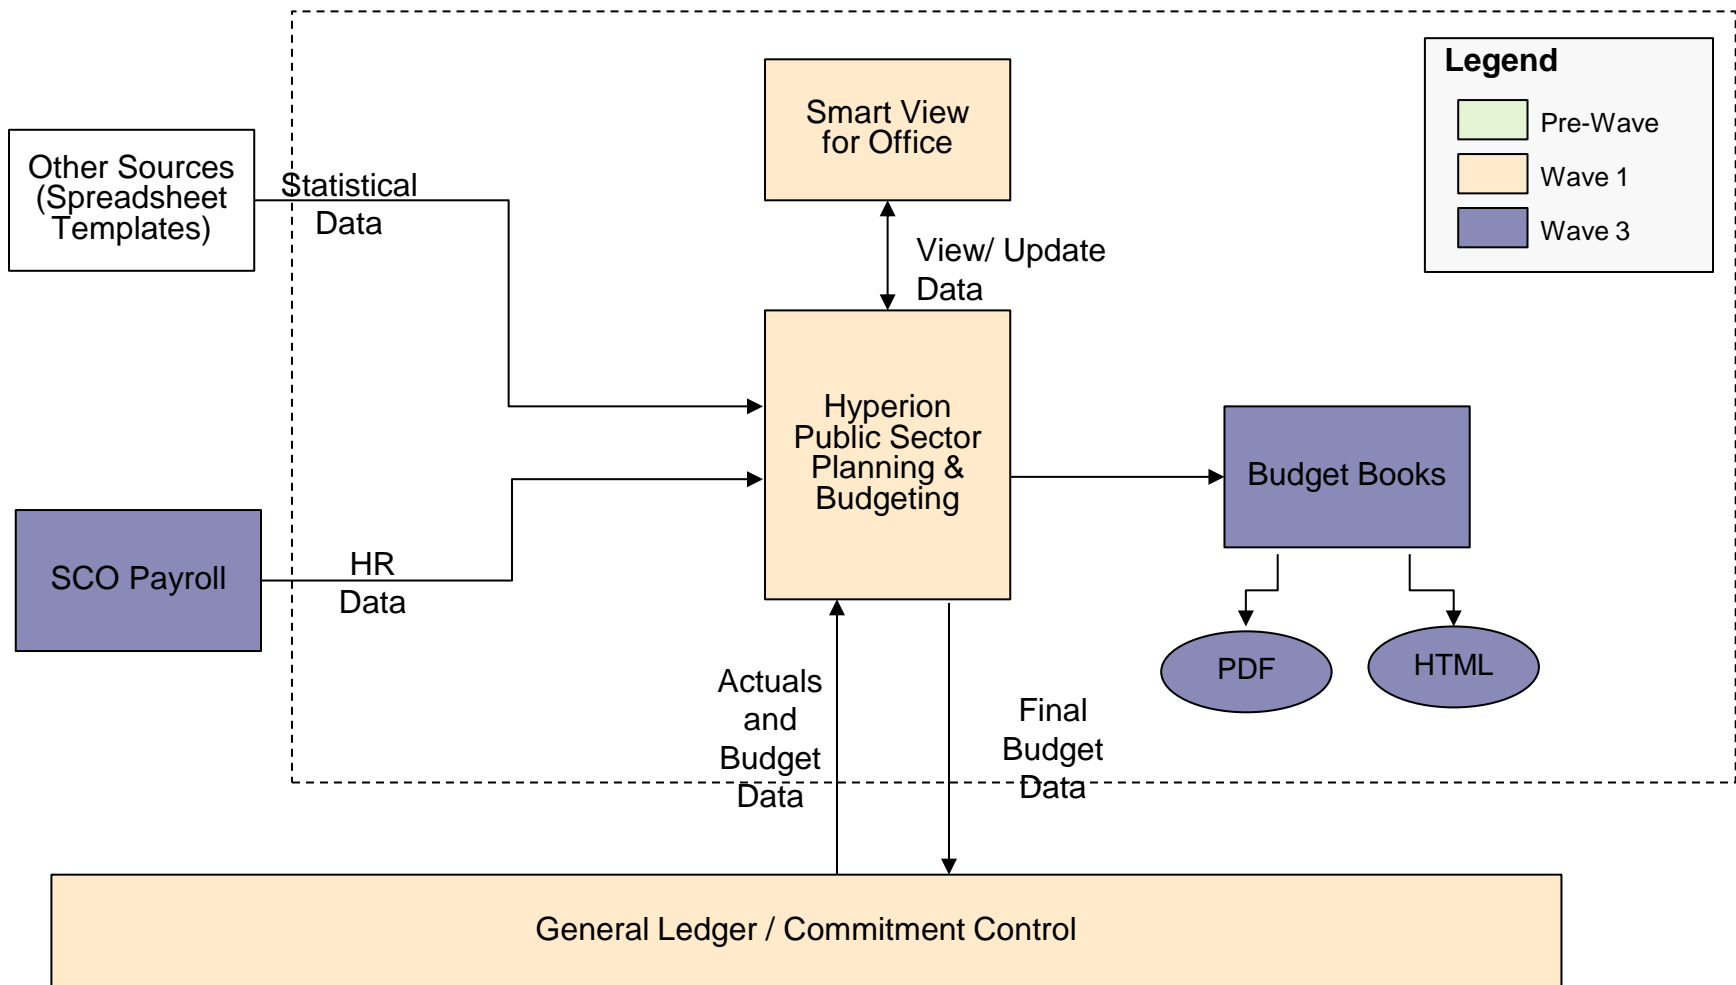 Legend
Pre-Wave
Wave 1
Wave 3
Smart View
for Office
Other Sources
(Spreadsheet
Templates)
Statistical
Data
View/ Update
Data
Hyperion
Public Sector
Planning &
Budgeting
Budget Books
SCO Payroll
HR
Data
PDF
HTML
Actuals
and
Budget
Data
Final
Budget
Data
General Ledger / Commitment Control